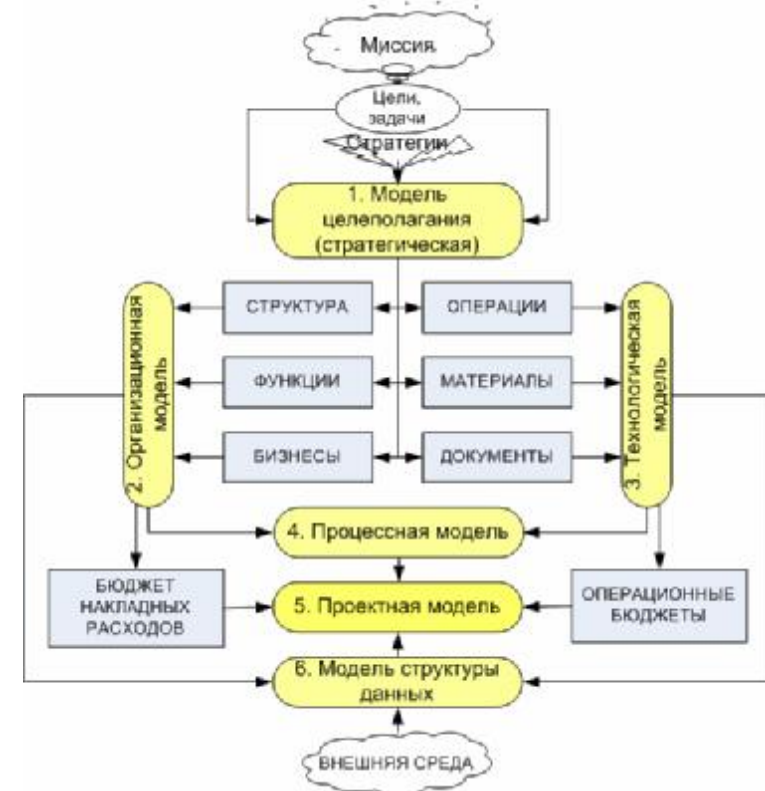 Миссия
Цели,
задачи
Стратегии
1. Модель
целеполагания
(стратегическая)
СТРУКТУРА
ОПЕРАЦИИ
ФУНКЦИИ
МАТЕРИАЛЫ
БИЗНЕСЫ
ДОКУМЕНТЫ
2. Организационная
модель
3. Технологическая
модель
4. Процессная модель
БЮДЖЕТ
НАКЛАДНЫХ
РАСХОДОВ
5. Проектная модель
ОПЕРАЦИОННЫЕ
БЮДЖЕТЫ
6. Модель структуры
данных
ВНЕШНЯЯ СРЕДА